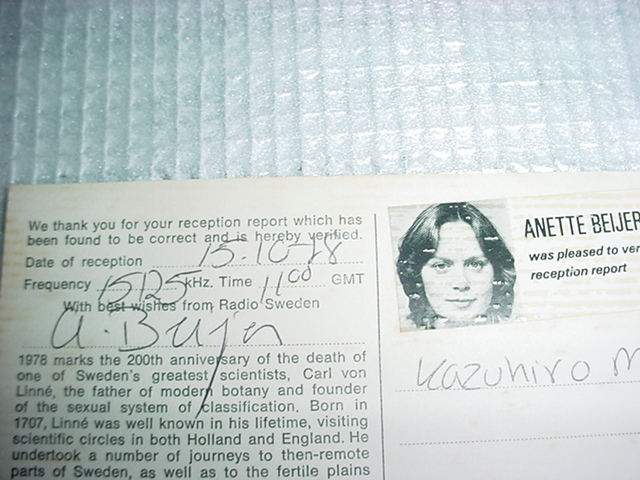 We thank you for your reception report which has
been found to be correct and is hereby verified.
Date of reception 15-10-78
Frequency 15125 kHz. Time 11 00 GMT
With best wishes from Radio Sweden
A. Beijer
1978 marks the 200th anniversary of the death of
one of Sweden's greatest scientists, Carl von
Linné, the father of modern botany and founder
of the sexual system of classification. Born in
1707, Linné was well known in his lifetime, visiting
scientific circles in both Holland and England. He
undertook a number of journeys to then-remote
parts of Sweden, as well as to the fertile plains
ANETTE BEIJER
was pleased to ver
reception report
Kazuhiro M